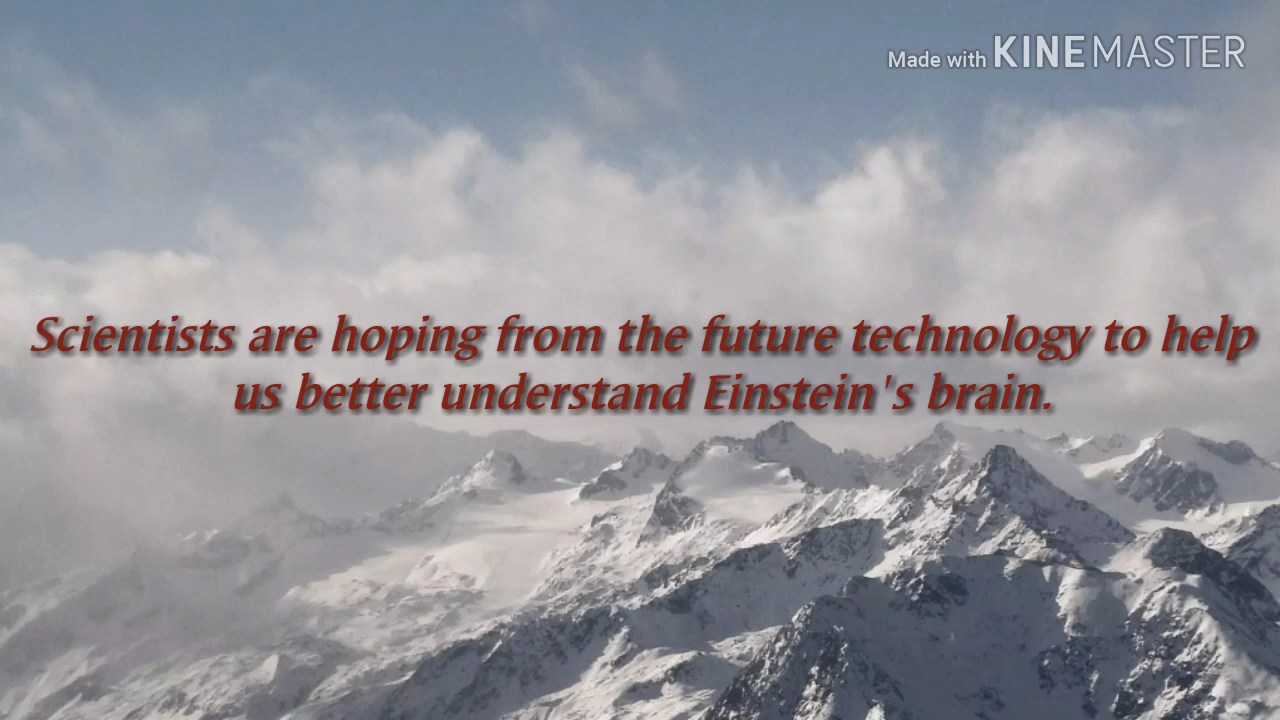 Made with KINEMASTER
Scientists are hoping from the future technology to help
us better understand Einstein's brain.